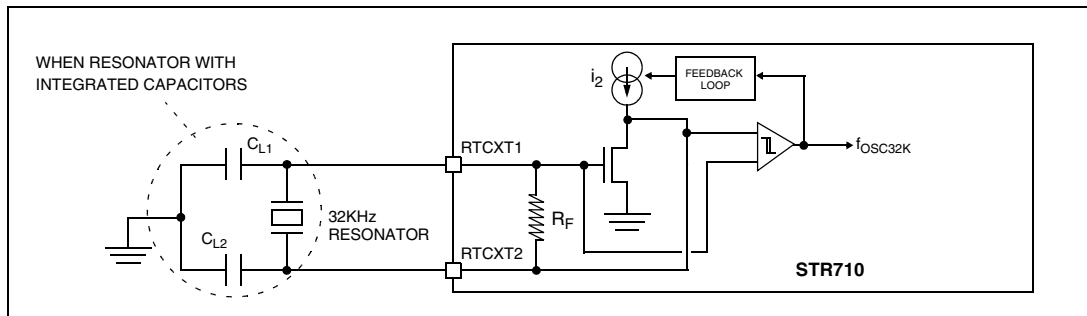 WHEN RESONATOR WITH
INTEGRATED CAPACITORS
CL1
CL2
32KHz
RESONATOR
RTCXT1
RTCXT2
RF
i2
FEEDBACK
LOOP
fOSC32K
STR710